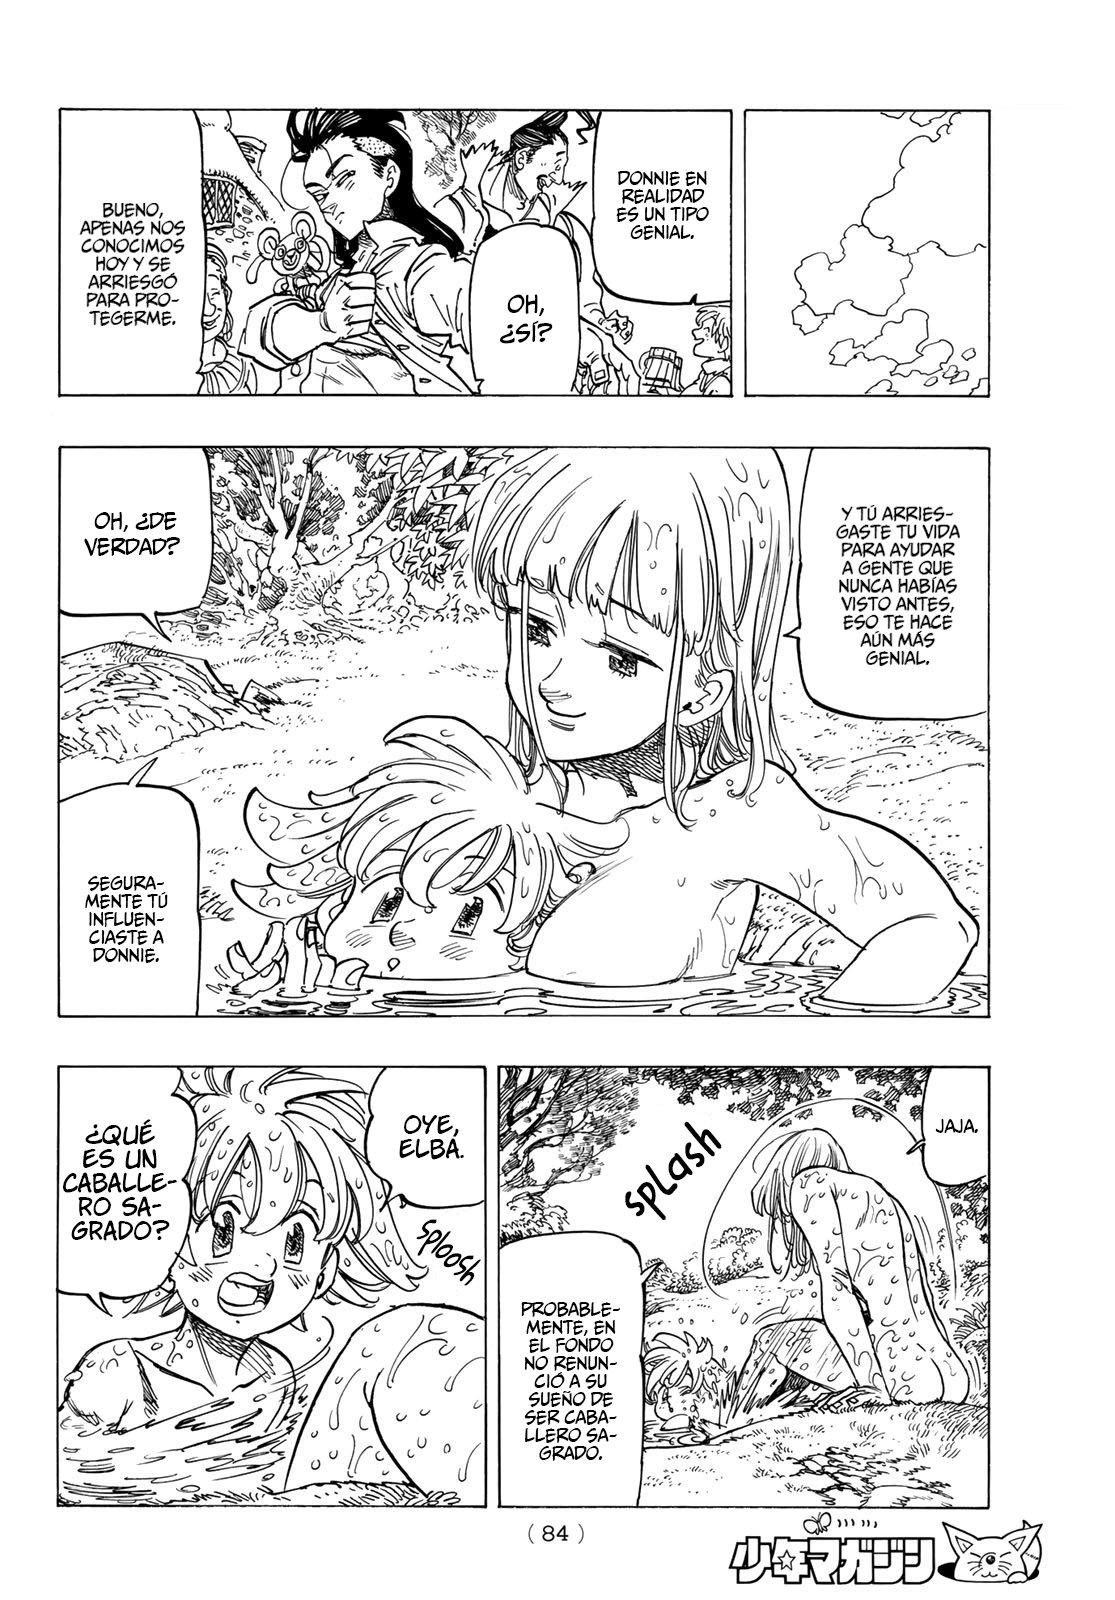 DONNIE EN
REALIDAD
ES UN TIPO
GENIAL.
OH,
¿SÍ?
BUENO,
APENAS NOS
CONOCIMOS
HOY Y SE
ARRIESGÓ
PARA PRO-
TEGERME.
Y TÚ ARRIES-
GASTE TU VIDA
PARA AYUDAR
A GENTE QUE
NUNCA HABÍAS
VISTO ANTES,
ESO TE HACE
AÚN MÁS
GENIAL.
OH, ¿DE
VERDAD?
SEGURA-
MENTE TÚ
INFLUEN-
CIASTE A
DONNIE.
JAJA.
SPLASH
PROBABLE-
MENTE, EN
EL FONDO
NO RENUN-
CIÓ A SU
SUEÑO DE
SER CABA-
LLERO SA-
GRADO.
OYE,
ELBA.
SPLOOSH
¿QUÉ
ES UN
CABALLE-
RO SA-
GRADO?
(84)
少年マガジン